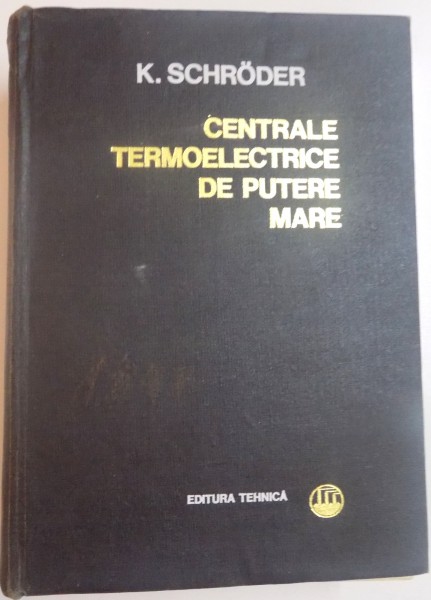 K. SCHRÖDER
CENTRALE
TERMOELECTRICE
DE PUTERE
MARE
EDITURA TEHNICĂ